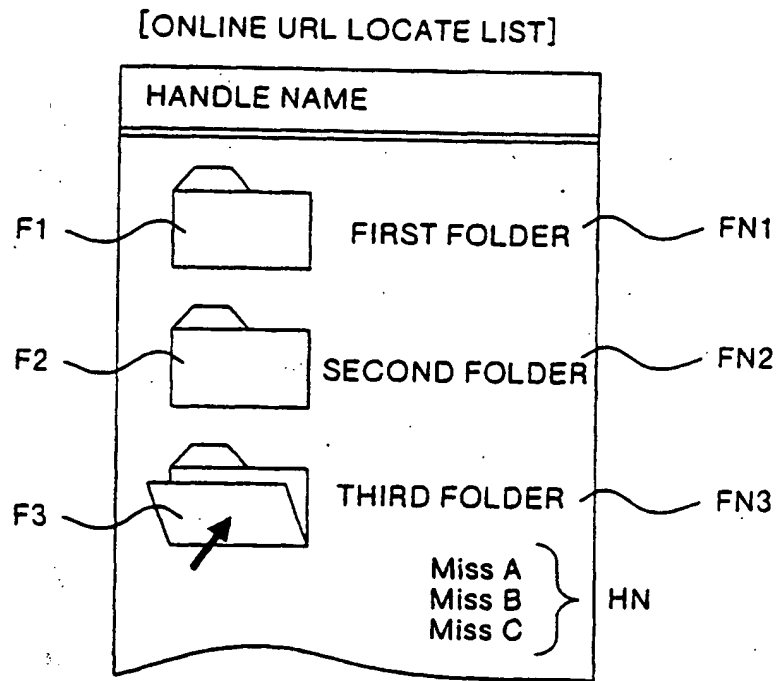 [ONLINE URL LOCATE LIST]
HANDLE NAME
F1 FIRST FOLDER FN1
F2 SECOND FOLDER FN2
F3 THIRD FOLDER FN3
Miss A
Miss B HN
Miss C